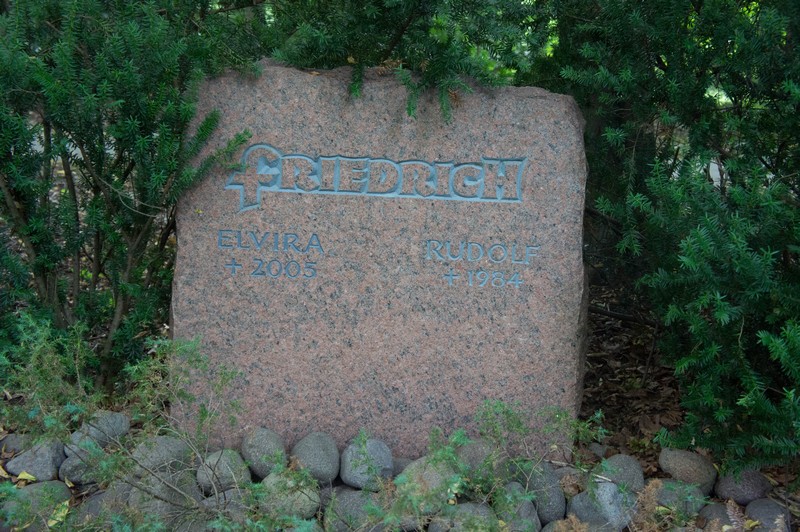 FRIEDRICH
ELVIRA RUDOLF
+ 2005 + 1984